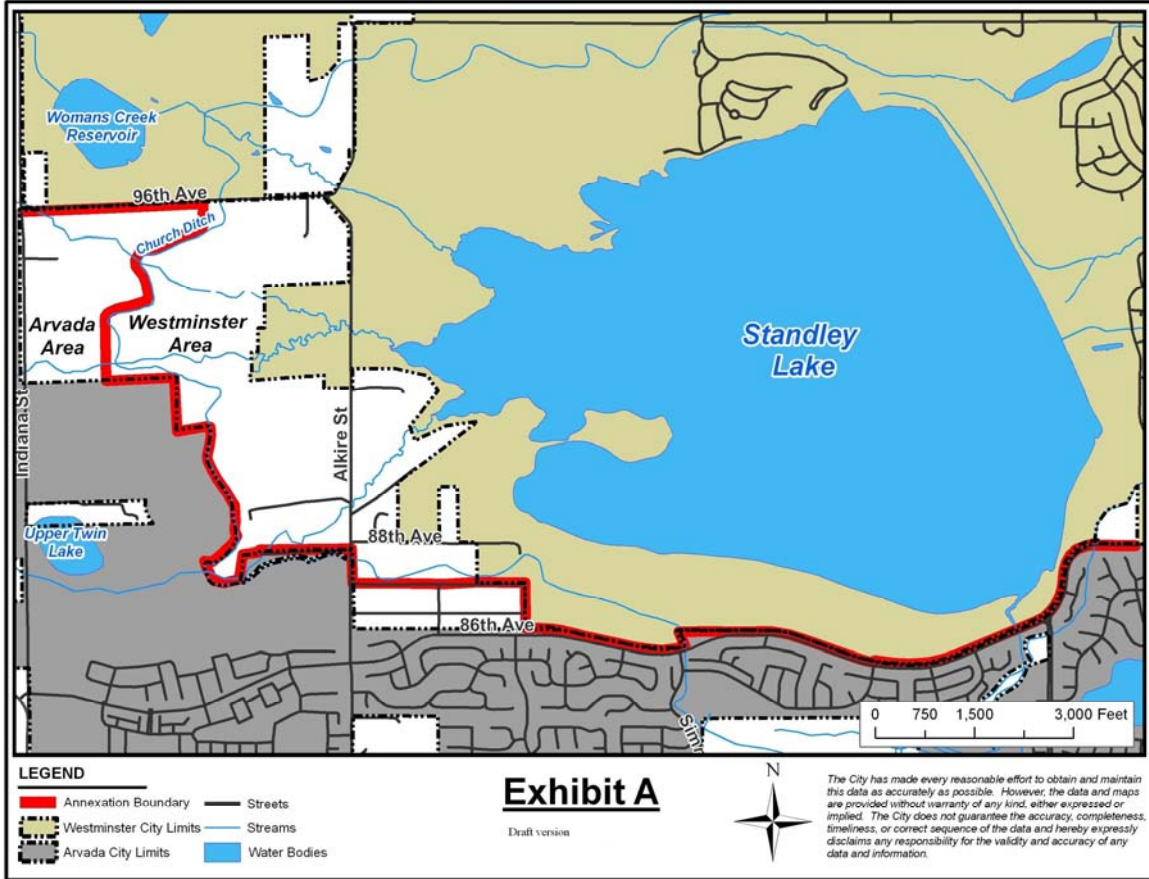 Womans Creek
Reservoir
96th Ave
Church Ditch
Arvada
Area
Westminster
Area
Standley
Lake
Indiana St
Alkire St
Upper Twin
Lake
88th Ave
86th Ave
0 750 1,500 3,000 Feet
LEGEND
Annexation Boundary
Streets
Westminster City Limits
Streams
Arvada City Limits
Water Bodies
Exhibit A
Draft version
N
The City has made every reasonable effort to obtain and maintain
this data as accurately as possible. However, the data and maps
are provided without warranty of any kind, either expressed or
implied. The City does not guarantee the accuracy, completeness,
timeliness, or correct sequence of the data and hereby expressly
disclaims any responsibility for the validity and accuracy of any
data and information.